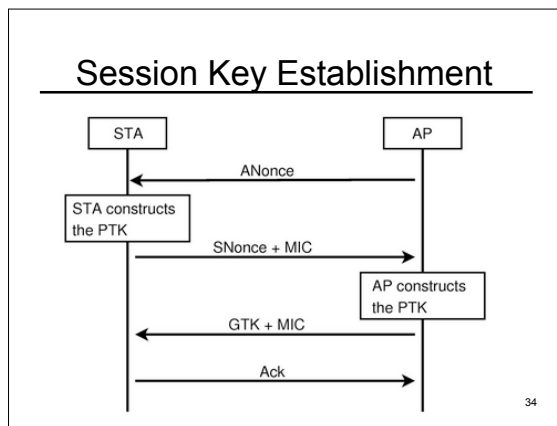 Session Key Establishment
STA
AP
ANonce
STA constructs
the PTK
SNonce + MIC
AP constructs
the PTK
GTK + MIC
Ack
34